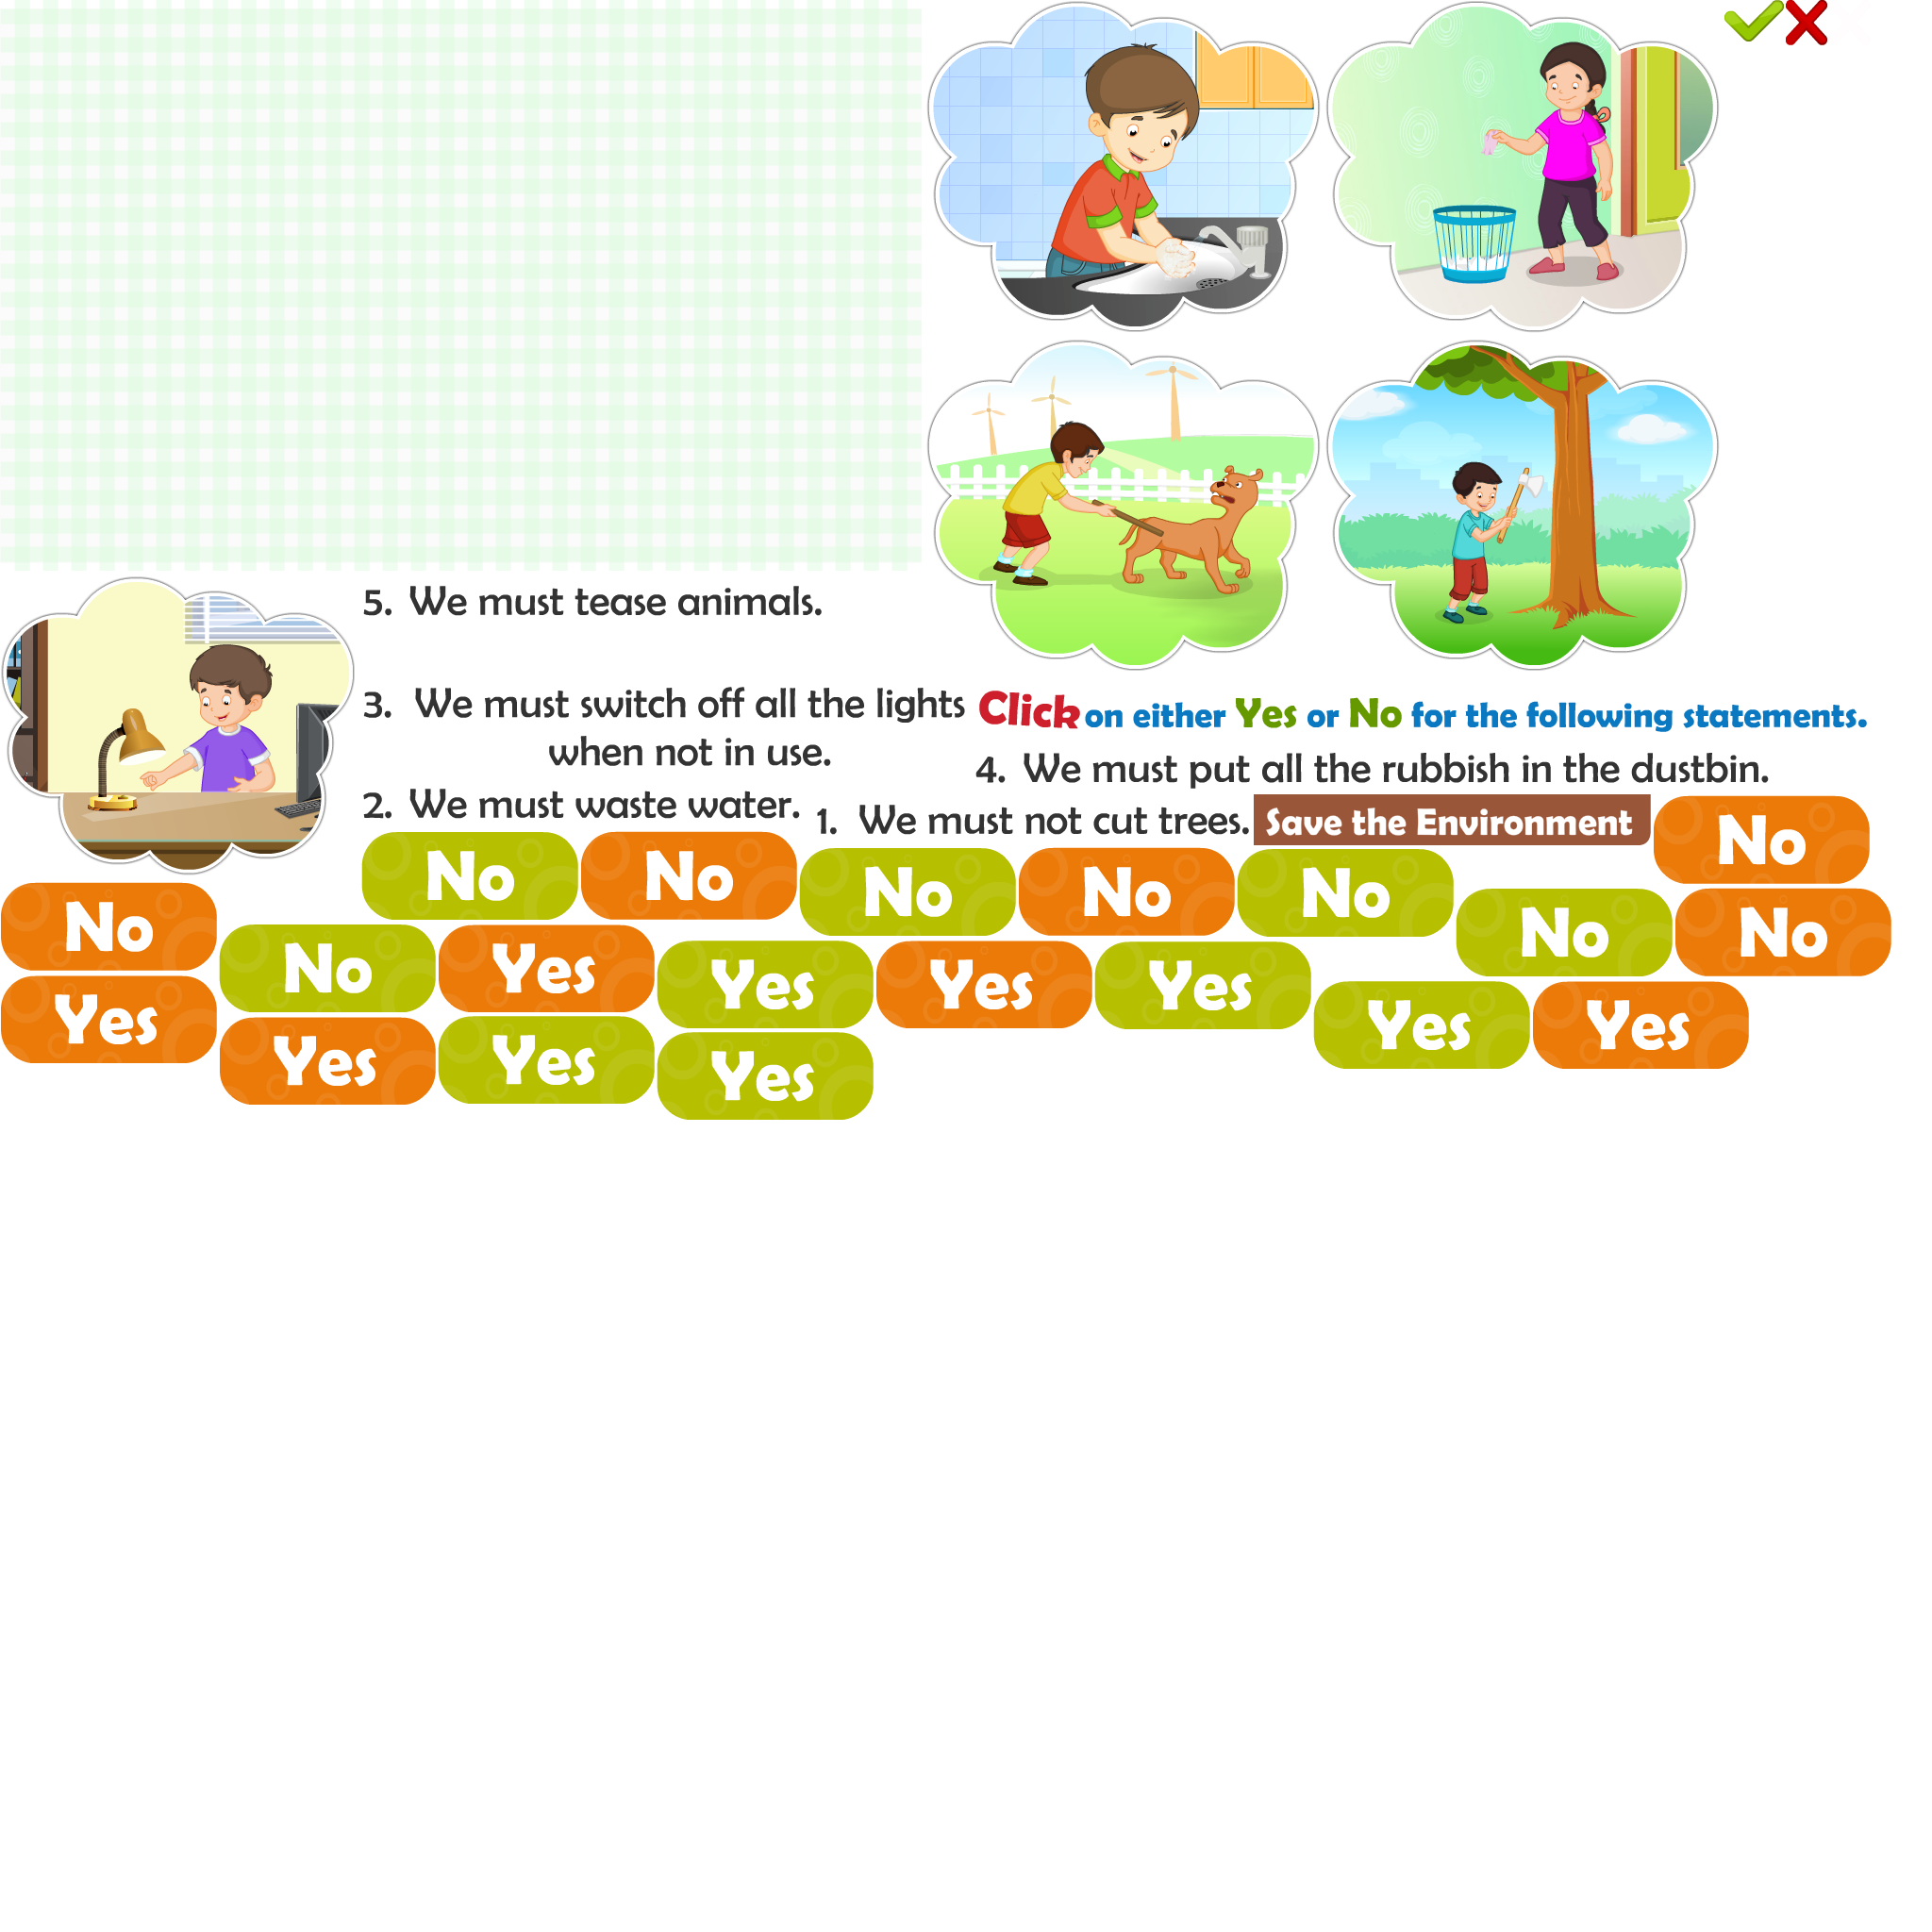 5. We must tease animals.
3. We must switch off all the lights
when not in use.
Click on either Yes or No for the following statements.
4. We must put all the rubbish in the dustbin.
2. We must waste water.
1. We must not cut trees.
Save the Environment
No
No
No
No
No
No
No
No
No
No
Yes
Yes
Yes
Yes
Yes
Yes
Yes
Yes
Yes
Yes